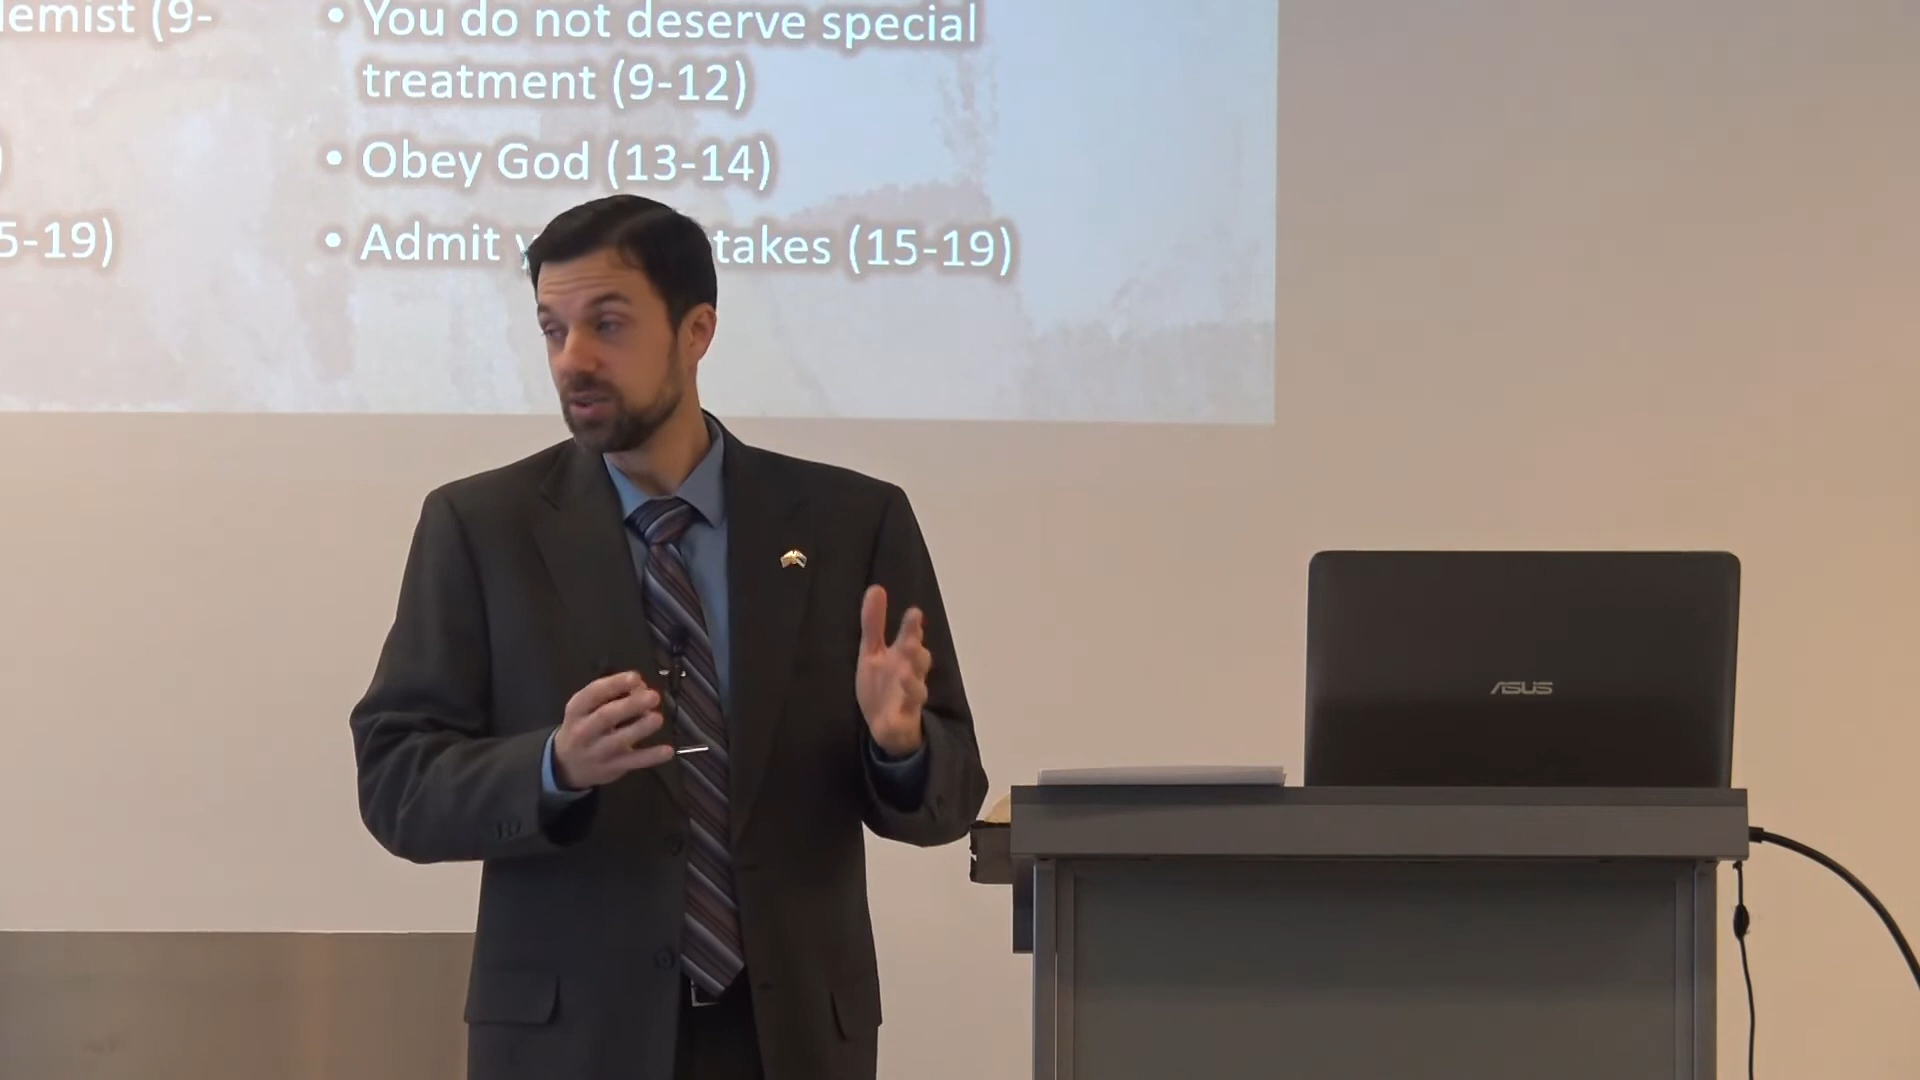 (9-
5-19)
• You do not deserve special
treatment (9-12)
• Obey God (13-14)
• Admit takes (15-19)
ASUS